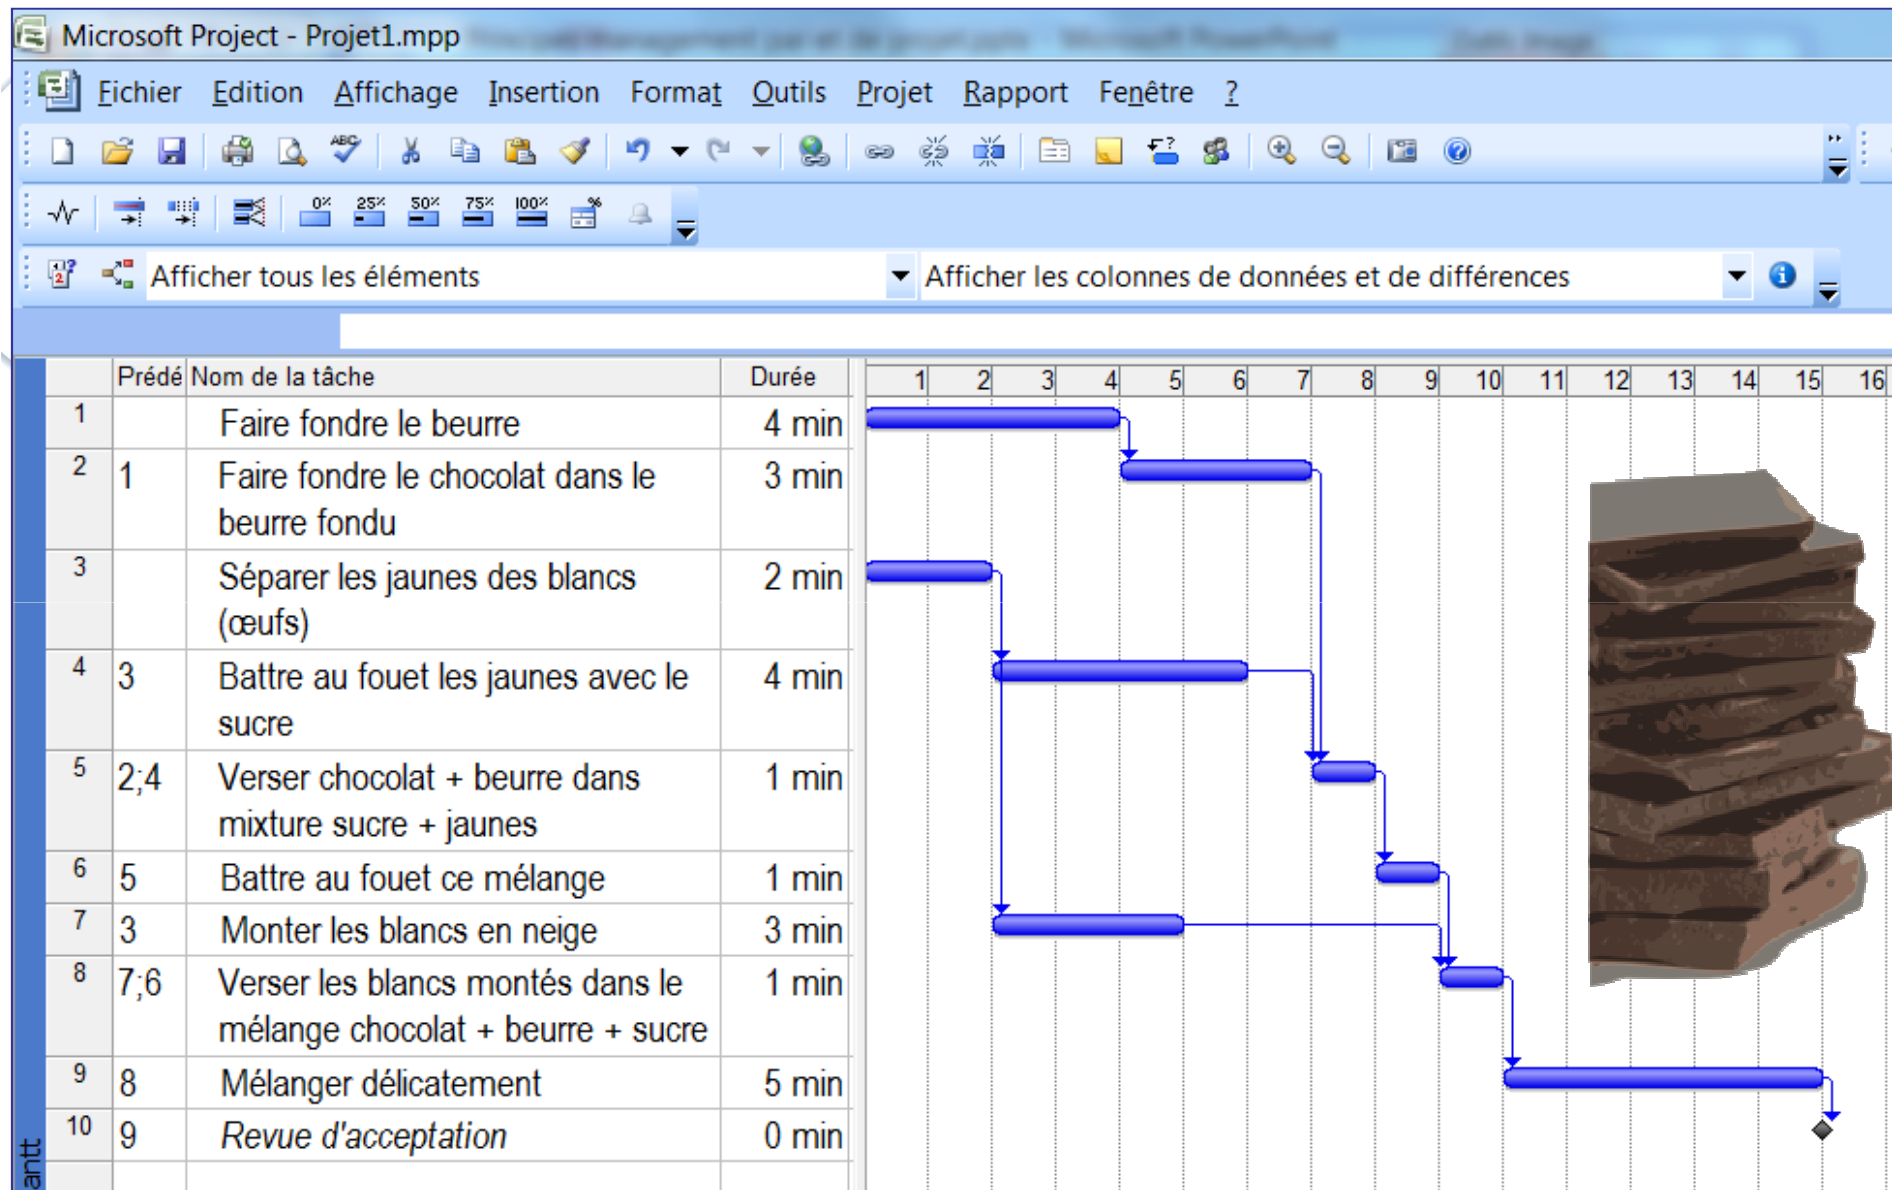 Microsoft Project - Projet1.mpp
Fichier Edition Affichage Insertion Format Outils Projet Rapport Fenêtre ?
ABC
0% 25% 50% 75% 100% %
Afficher tous les éléments Afficher les colonnes de données et de différences
Prédé Nom de la tâche Durée 1 2 3 4 5 6 7 8 9 10 11 12 13 14 15 16
1 Faire fondre le beurre 4 min
2 1 Faire fondre le chocolat dans le 3 min
beurre fondu
3 Séparer les jaunes des blancs 2 min
(œufs)
4 3 Battre au fouet les jaunes avec le 4 min
sucre
5 2;4 Verser chocolat + beurre dans 1 min
mixture sucre + jaunes
6 5 Battre au fouet ce mélange 1 min
7 3 Monter les blancs en neige 3 min
8 7;6 Verser les blancs montés dans le 1 min
mélange chocolat + beurre + sucre
9 8 Mélanger délicatement 5 min
10 9 Revue d'acceptation 0 min
antt